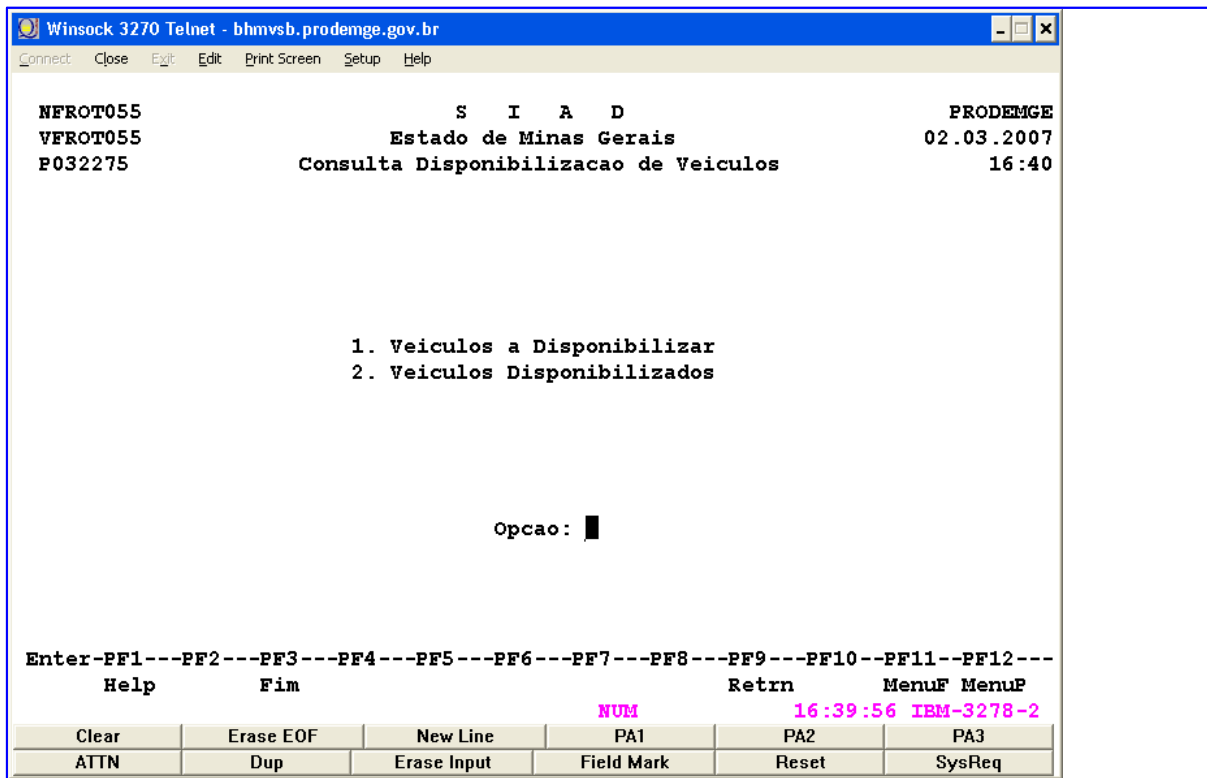 Winsock 3270 Telnet - bhmvsb.prodemge.gov.br
Connect Close Exit Edit Print Screen Setup Help
NFROT055 S I A D PRODEMGE
VFROT055 Estado de Minas Gerais 02.03.2007
P032275 Consulta Disponibilizacao de Veiculos 16:40
1. Veiculos a Disponibilizar
2. Veiculos Disponibilizados
Opcao:
Enter-PF1---PF2---PF3---PF4---PF5---PF6---PF7---PF8---PF9---PF10--PF11--PF12---
Help Fim Retrn MenuF MenuP
NUM 16:39:56 IBM-3278-2
Clear Erase EOF New Line PA1 PA2 PA3
ATTN Dup Erase Input Field Mark Reset SysReq